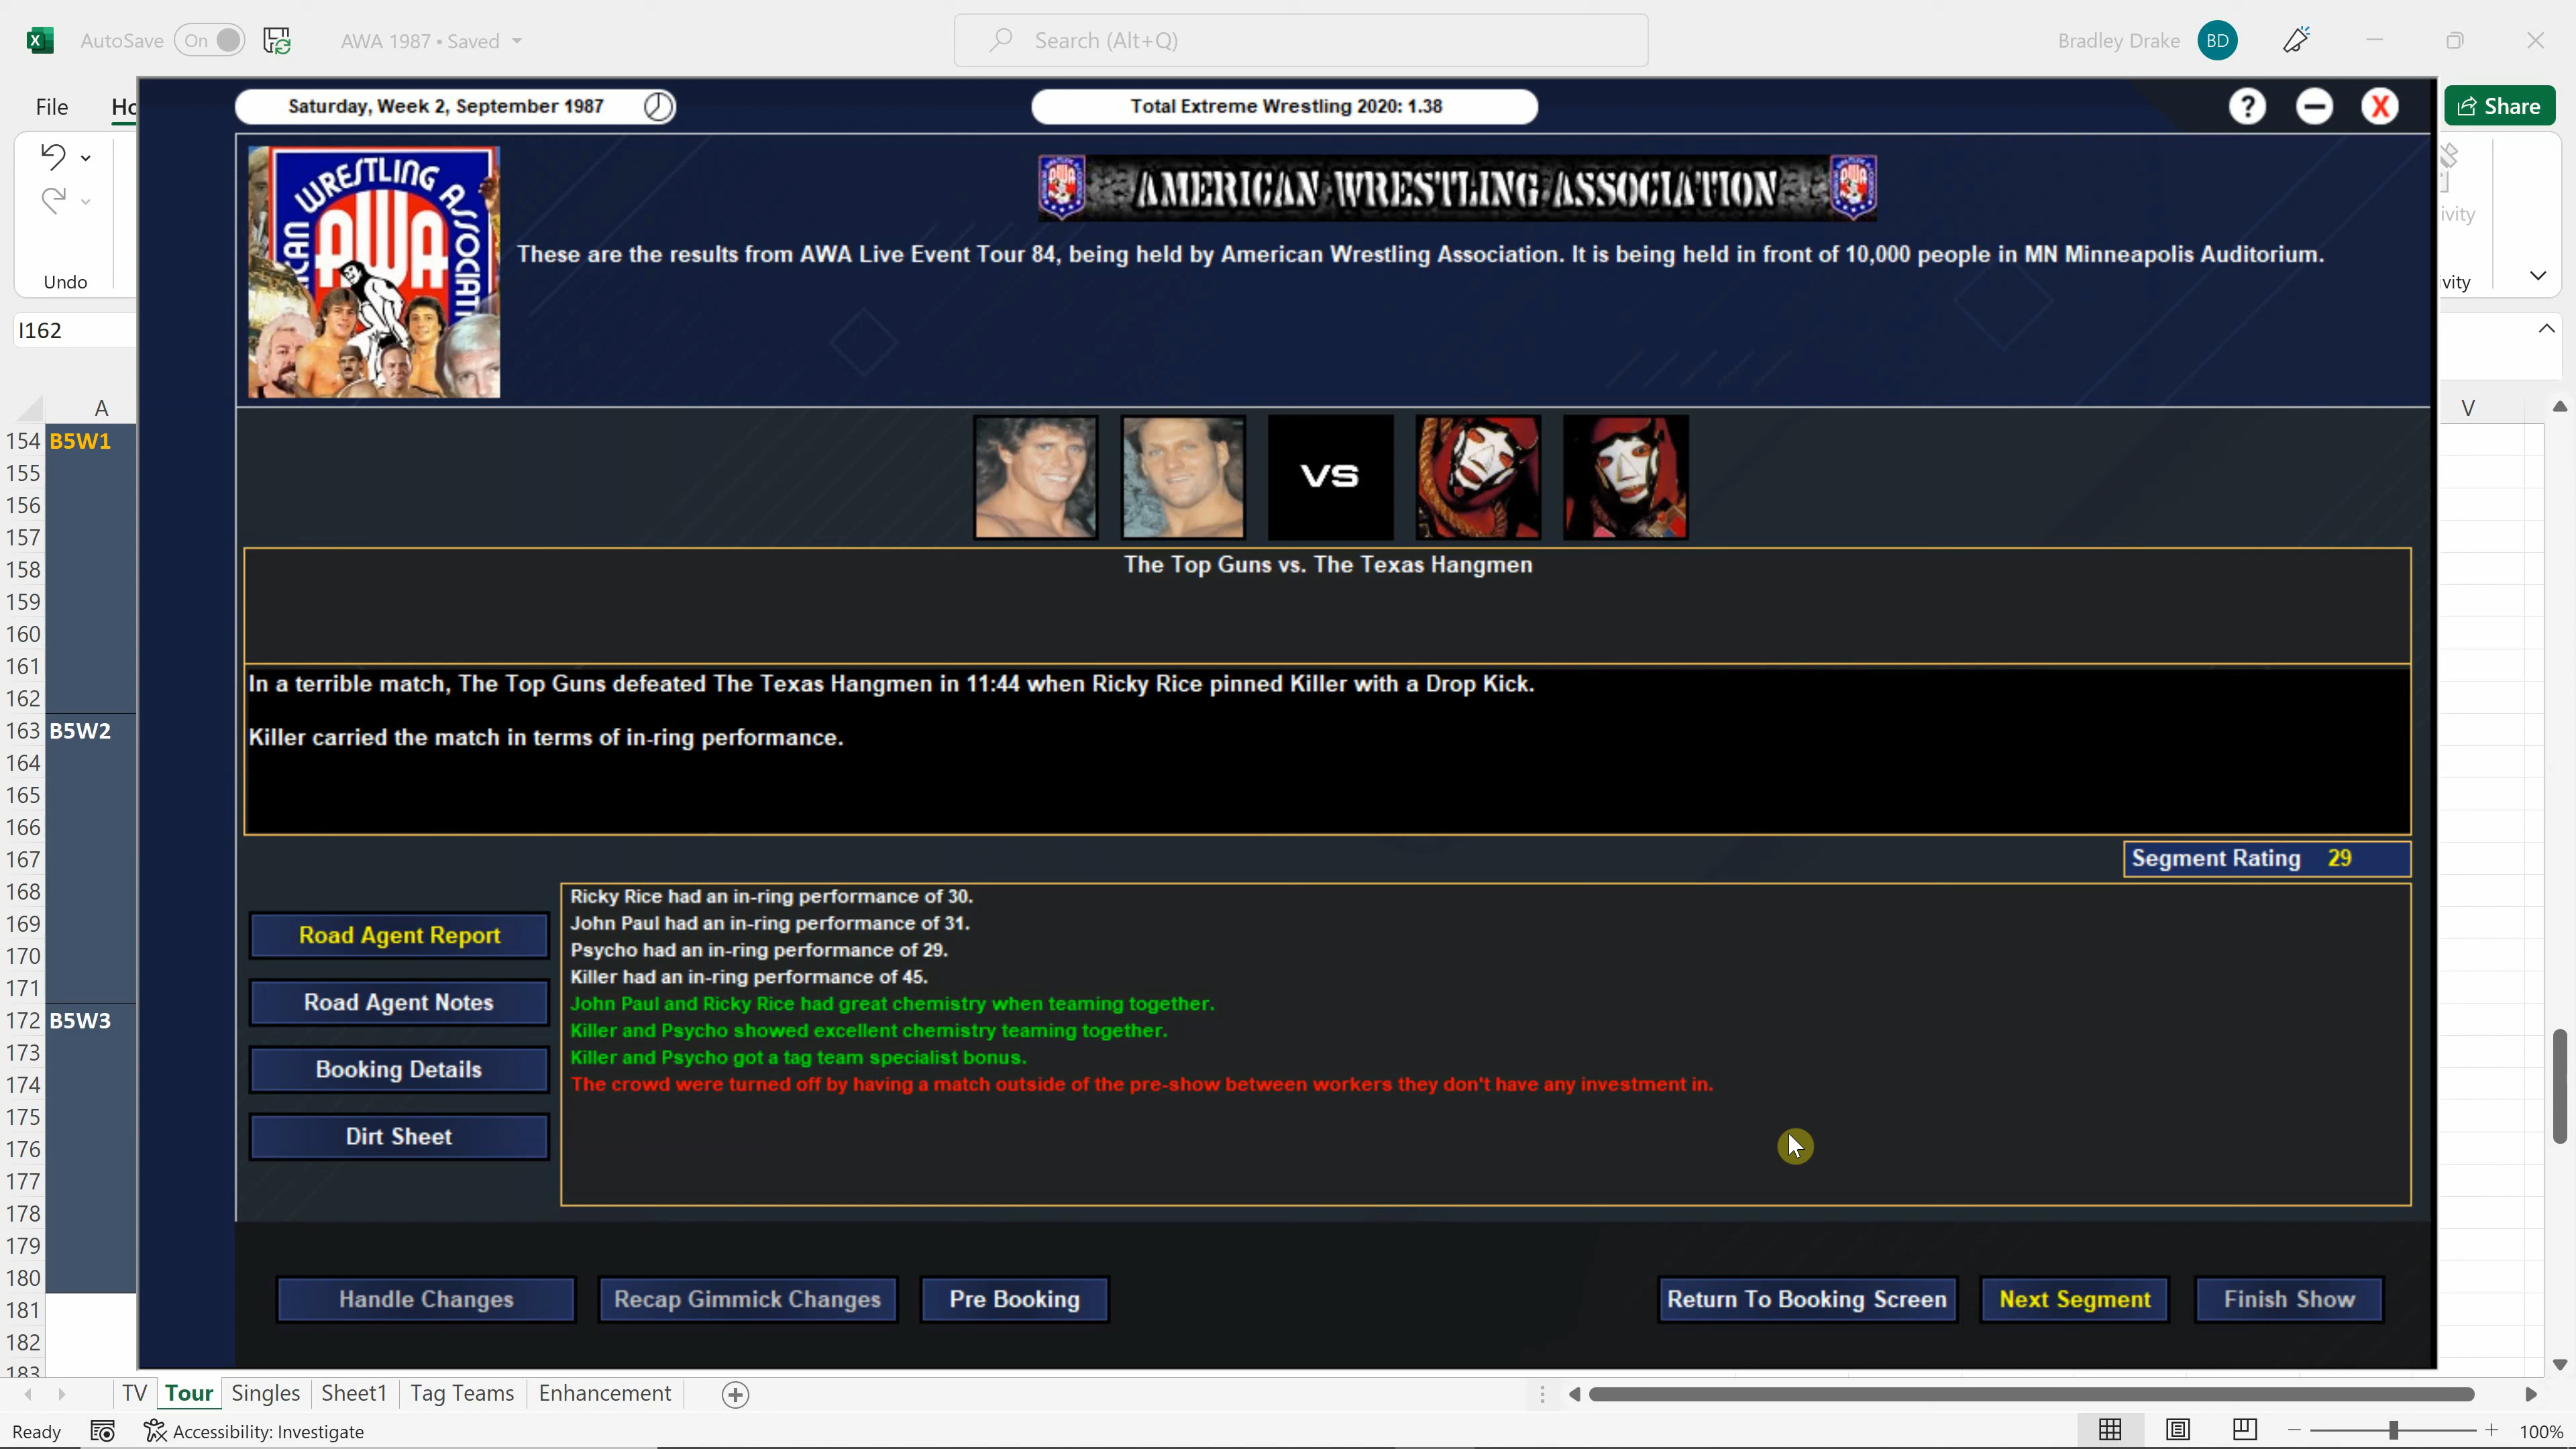 AutoSave On AWA 1987 • Saved Search (Alt+Q) Bradley Drake BD
File Share
Saturday, Week 2, September 1987 Total Extreme Wrestling 2020: 1.38 ? X
AMERICAN WRESTLING ASSOCIATION
WRESTLING ASSOCIATION
AWA
These are the results from AWA Live Event Tour 84, being held by American Wrestling Association. It is being held in front of 10,000 people in MN Minneapolis Auditorium.
Undo
I162
A V
VS
154 B5W1
155
156
157
158
159
160
161
162
163 B5W2
164
165
166
167
168
169
170
171
172 B5W3
173
174
175
176
177
178
179
180
181
182
183
The Top Guns vs. The Texas Hangmen
In a terrible match, The Top Guns defeated The Texas Hangmen in 11:44 when Ricky Rice pinned Killer with a Drop Kick.
Killer carried the match in terms of in-ring performance.
Segment Rating 29
Road Agent Report
Road Agent Notes
Booking Details
Dirt Sheet
Ricky Rice had an in-ring performance of 30.
John Paul had an in-ring performance of 31.
Psycho had an in-ring performance of 29.
Killer had an in-ring performance of 45.
John Paul and Ricky Rice had great chemistry when teaming together.
Killer and Psycho showed excellent chemistry teaming together.
Killer and Psycho got a tag team specialist bonus.
The crowd were turned off by having a match outside of the pre-show between workers they don't have any investment in.
Handle Changes Recap Gimmick Changes Pre Booking Return To Booking Screen Next Segment Finish Show
TV Tour Singles Sheet1 Tag Teams Enhancement
Ready Accessibility: Investigate 100%